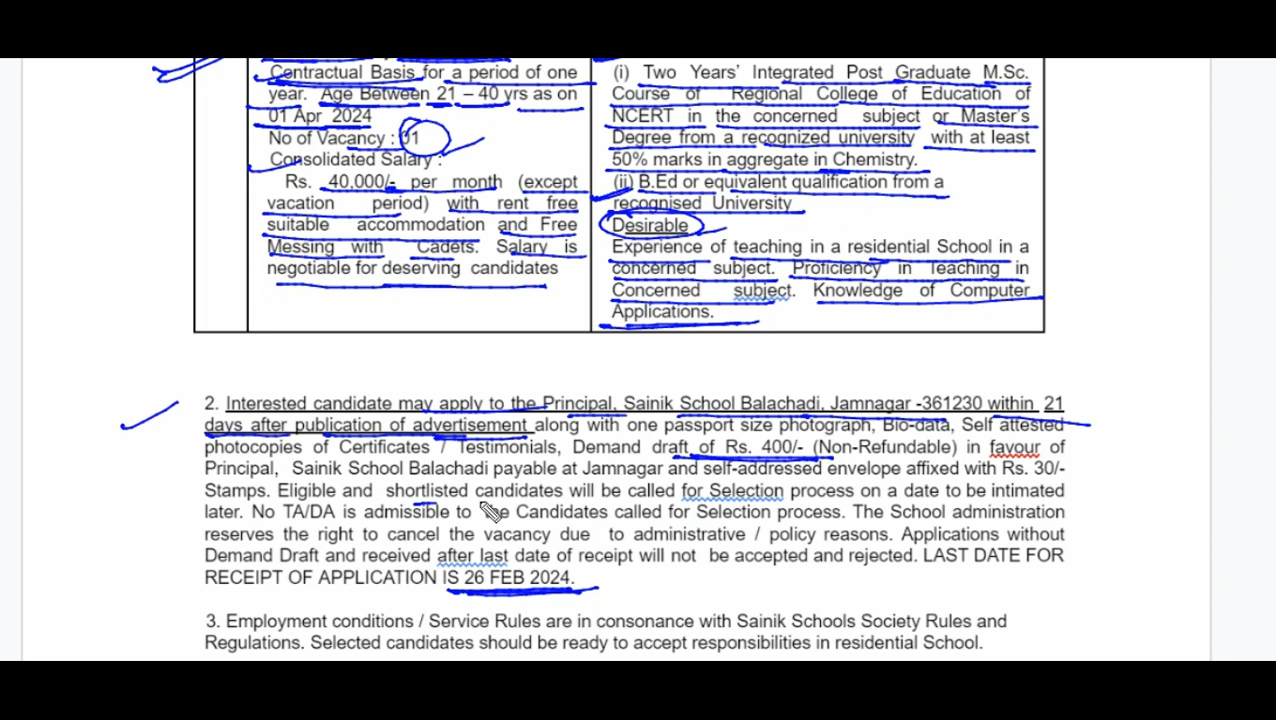 Contractual Basis for a period of one
year. Age Between 21 – 40 yrs as on
01 Apr 2024
No of Vacancy : 01
Consolidated Salary :
Rs. 40,000/- per month (except
vacation period) with rent free
suitable accommodation and Free
Messing with Cadets. Salary is
negotiable for deserving candidates
(i) Two Years' Integrated Post Graduate M.Sc.
Course of Regional College of Education of
NCERT in the concerned subject or Master's
Degree from a recognized university with at least
50% marks in aggregate in Chemistry.
(ii) B.Ed or equivalent qualification from a
recognised University
Desirable
Experience of teaching in a residential School in a
concerned subject. Proficiency in Teaching in
Concerned subject. Knowledge of Computer
Applications.
2. Interested candidate may apply to the Principal, Sainik School Balachadi, Jamnagar -361230 within 21
days after publication of advertisement along with one passport size photograph, Bio-data, Self attested
photocopies of Certificates / Testimonials, Demand draft of Rs. 400/- (Non-Refundable) in favour of
Principal, Sainik School Balachadi payable at Jamnagar and self-addressed envelope affixed with Rs. 30/-
Stamps. Eligible and shortlisted candidates will be called for Selection process on a date to be intimated
later. No TA/DA is admissible to the Candidates called for Selection process. The School administration
reserves the right to cancel the vacancy due to administrative / policy reasons. Applications without
Demand Draft and received after last date of receipt will not be accepted and rejected. LAST DATE FOR
RECEIPT OF APPLICATION IS 26 FEB 2024.
3. Employment conditions / Service Rules are in consonance with Sainik Schools Society Rules and
Regulations. Selected candidates should be ready to accept responsibilities in residential School.